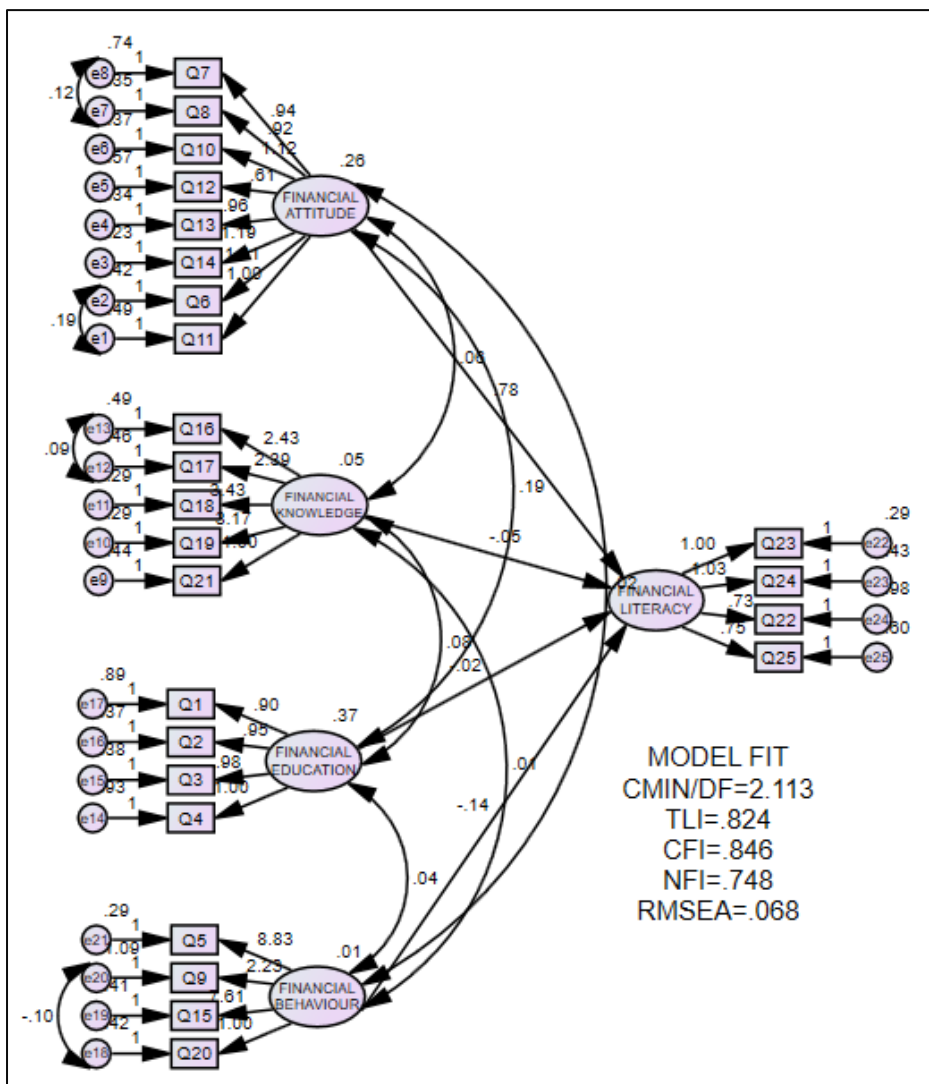 .74
e8 1 Q7
.12 .35
e7 1 Q8
.37
e6 1 Q10
.57
e5 1 Q12
.34
e4 1 Q13
.23
e3 1 Q14
.42
e2 1 Q6
.49
.19 e1 1 Q11
.94
.92
1.12
.61
.96
1.19
1.00
.26
FINANCIAL
ATTITUDE
.06
.78
.19
.49
e13 1 Q16
.09 .46
e12 1 Q17
.29
e11 1 Q18
.29
e10 1 Q19
.44
e9 1 Q21
2.43
2.39
3.43
3.17
1.00
.05
FINANCIAL
KNOWLEDGE
-.05
.08
-.02
.01
-.14
.04
FINANCIAL
LITERACY
1.00
1.03
.73
.75
Q23 1 e22 .29
Q24 1 e23 .43
Q22 1 e24 .98
Q25 1 e25 .60
.89
e17 1 Q1
.37
e16 1 Q2
.38
e15 1 Q3
.93
e14 1 Q4
.90
.95
.98
1.00
.37
FINANCIAL
EDUCATION
MODEL FIT
CMIN/DF=2.113
TLI=.824
CFI=.846
NFI=.748
RMSEA=.068
.29
e21 1 Q5
1.09
e20 1 Q9
.41
e19 1 Q15
-.10 .42
e18 1 Q20
8.83
2.23
7.61
1.00
.01
FINANCIAL
BEHAVIOUR